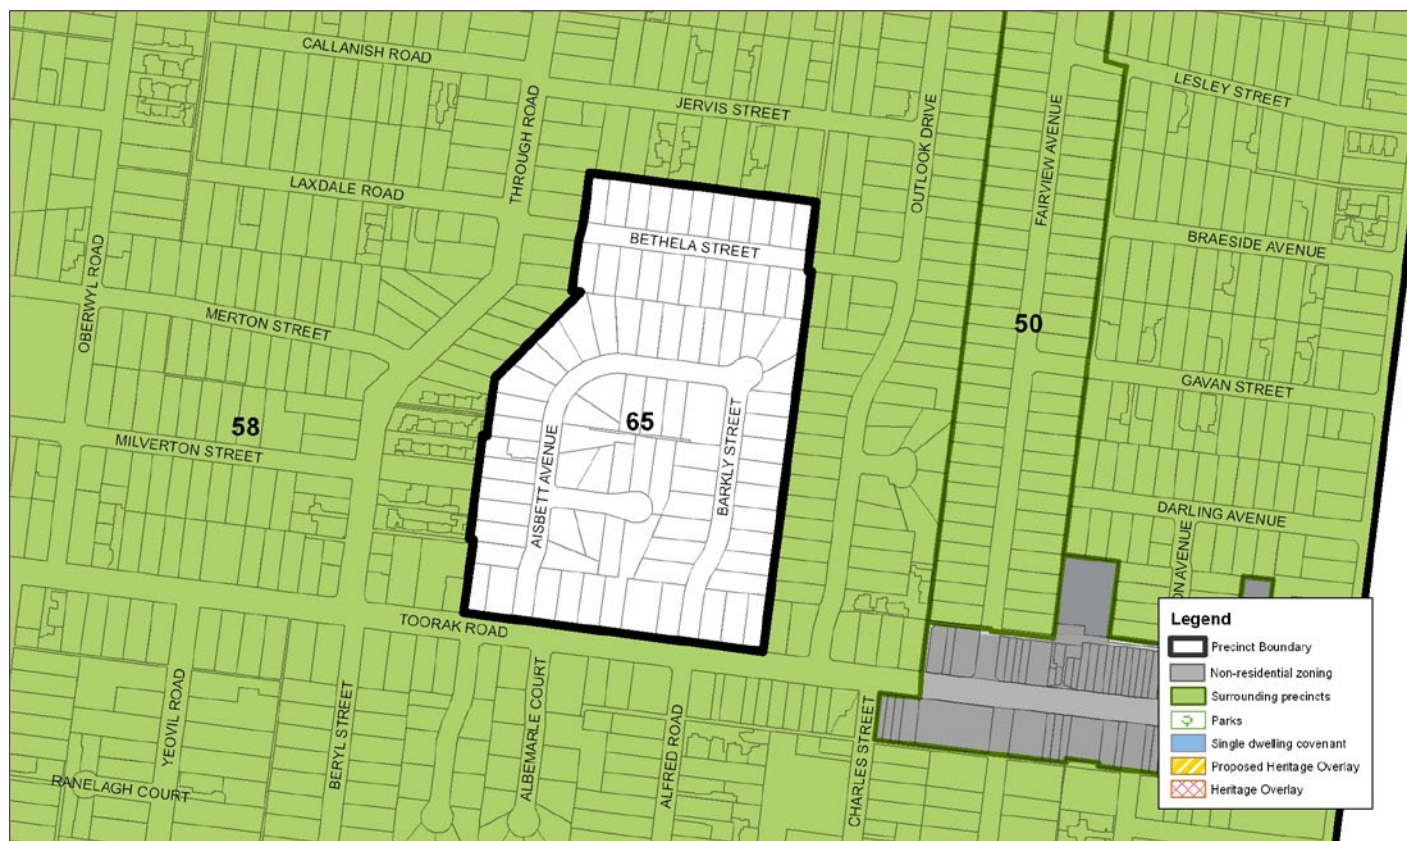 CALLANISH ROAD
JERVIS STREET
LESLEY STREET
THROUGH ROAD
OUTLOOK DRIVE
FAIRVIEW AVENUE
LAXDALE ROAD
BETHELA STREET
BRAESIDE AVENUE
OBERWYL ROAD
MERTON STREET
50
GAVAN STREET
58
65
MILVERTON STREET
AISBETT AVENUE
BARKLY STREET
DARLING AVENUE
TOORAK ROAD
YEOVIL ROAD
BERYL STREET
ALBEMARLE COURT
ALFRED ROAD
CHARLES STREET
RANELAGH COURT
Legend
Precinct Boundary
Non-residential zoning
Surrounding precincts
Parks
Single dwelling covenant
Proposed Heritage Overlay
Heritage Overlay